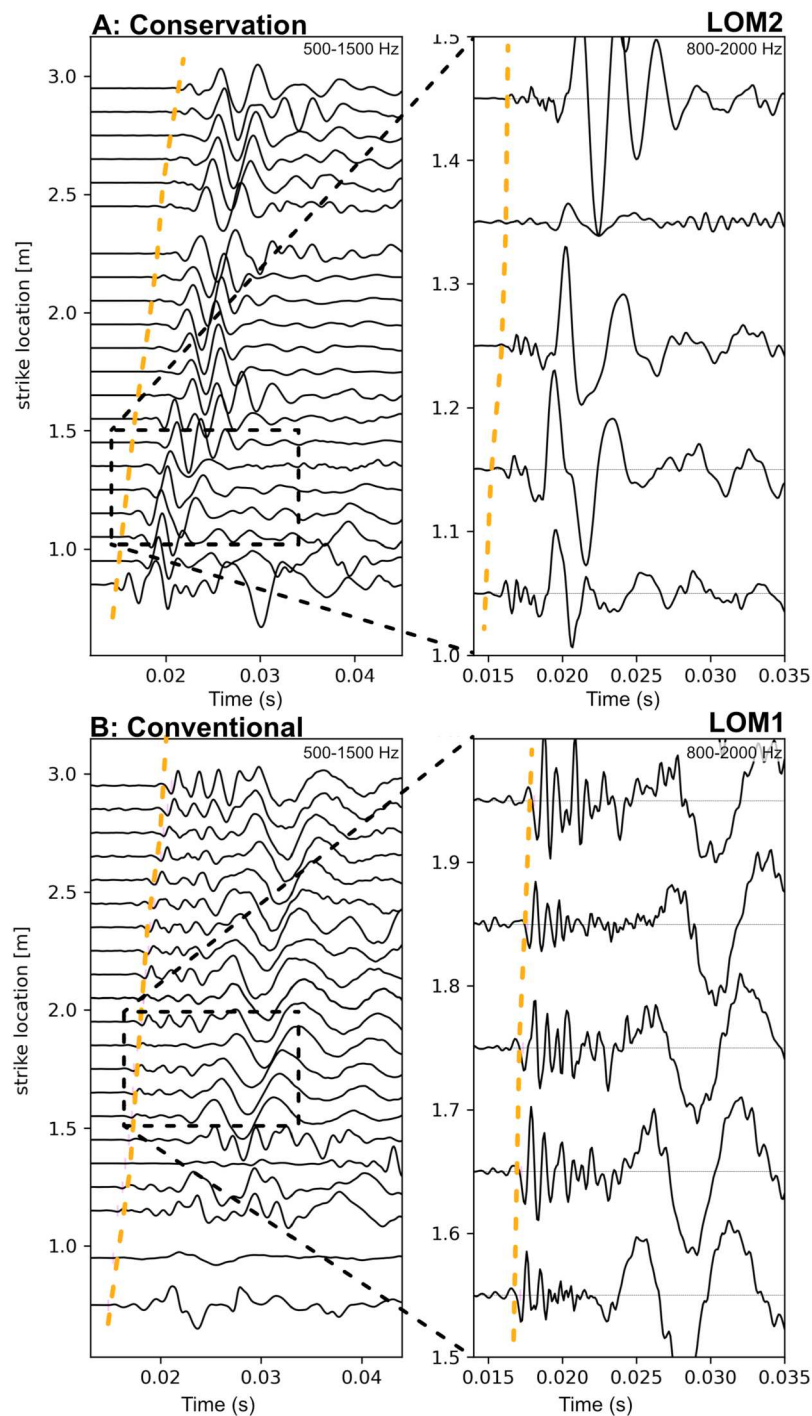 A: Conservation
LOM2
500-1500 Hz
800-2000 Hz
strike location [m]
3.0
2.5
2.0
1.5
1.0
1.5
1.4
1.3
1.2
1.1
1.0
0.02
0.03
0.04
0.015
0.020
0.025
0.030
0.035
Time (s)
Time (s)
B: Conventional
LOM1
500-1500 Hz
800-2000 Hz
strike location [m]
3.0
2.5
2.0
1.5
1.0
1.9
1.8
1.7
1.6
1.5
0.02
0.03
0.04
0.015
0.020
0.025
0.030
0.035
Time (s)
Time (s)